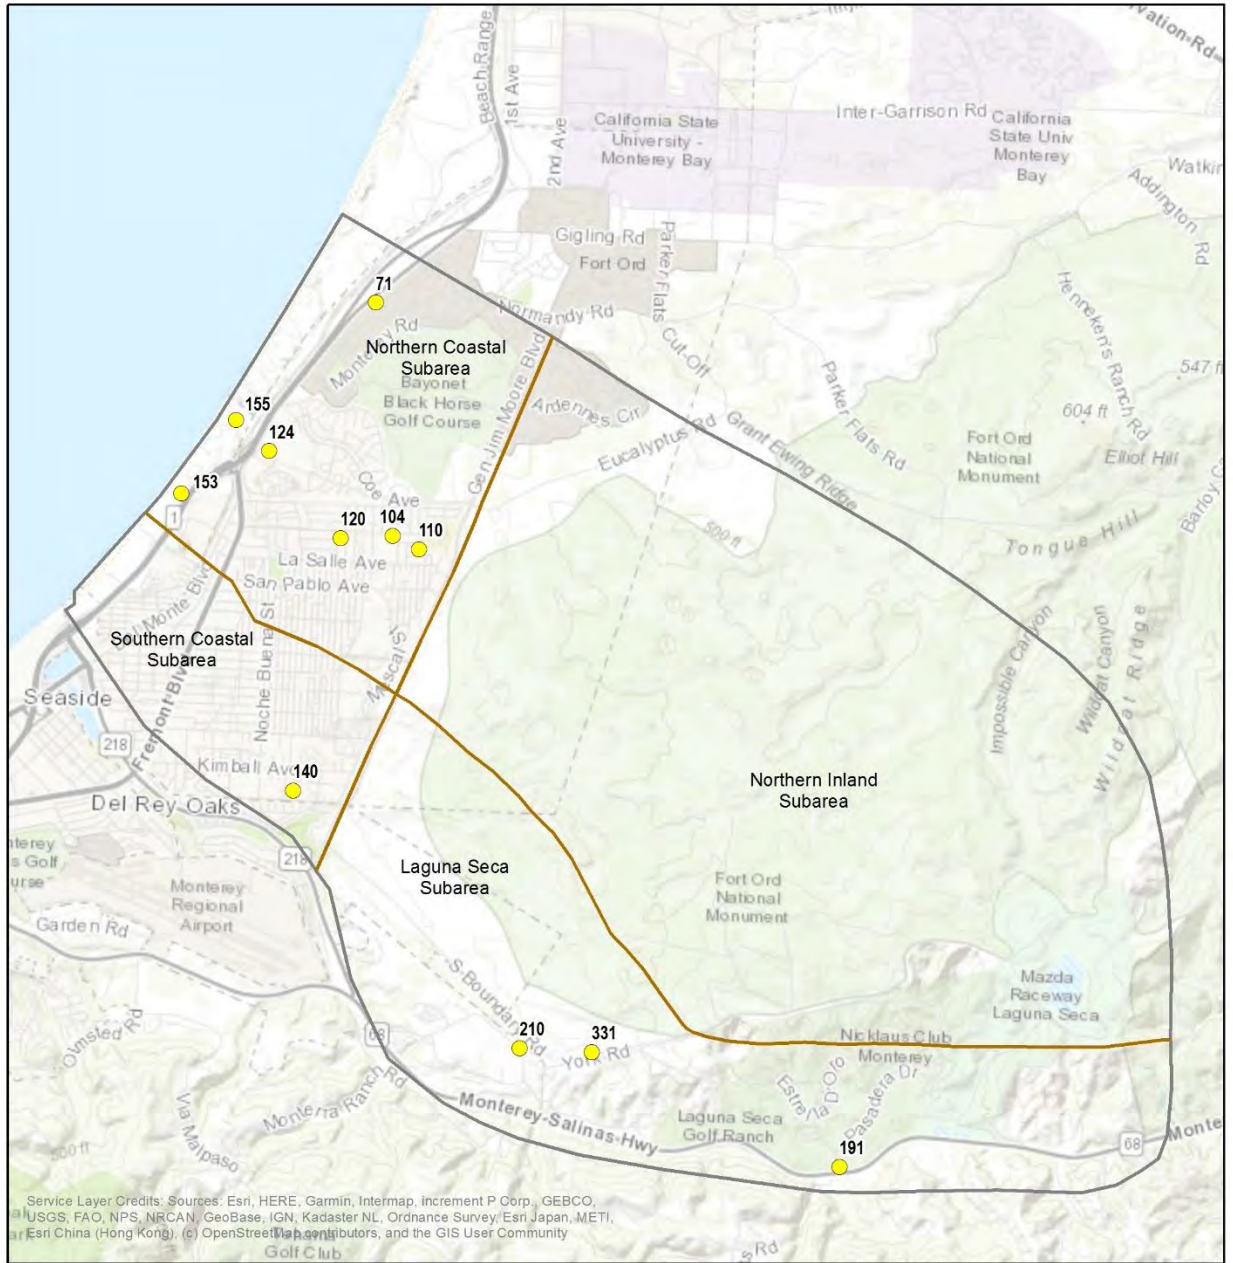 Beach Range
1st Ave
2nd Ave
California State
University -
Monterey Bay
Inter-Garrison Rd
California
State Univ
Monterey
Bay
Watkin
Addington Rd
Gigling Rd
Fort Ord
Parker Flats
Cut-Off
Normandy Rd
71
Monterey Rd
Northern Coastal
Subarea
Bayonet
Black Horse
Golf Course
Gen Jim Moore Blvd
Ardennes Cir
Eucalyptus Rd
Grant Ewing Ridge
Parker Flats Rd
Henneken's Ranch Rd
547 ft
604 ft
Elliot Hill
Fort Ord
National
Monument
Tongue Hill
500 ft
155
124
153
1
Coe Ave
120
104
110
La Salle Ave
San Pablo Ave
Southern Coastal
Subarea
Noche Buena St
Mescal St
Fremont Blvd
Seaside
218
Kimball Ave
140
Del Rey Oaks
218
Impossible Canyon
Wildcat Canyon
Wildcat Ridge
Northern Inland
Subarea
Laguna Seca
Subarea
Fort Ord
National
Monument
Monterey
Regional
Airport
Garden Rd
Olmsted Rd
S-Boundary Rd
210
331
York Rd
68
Mazda
Raceway
Laguna Seca
Nicklaus Club
Monterey
Estrella D'Oro
Pasadera Dr
Laguna Seca
Golf Ranch
191
Monterey-Salinas-Hwy
68
Monterra Ranch Rd
Via Malpaso
500 ft
Service Layer Credits: Sources: Esri, HERE, Garmin, Intermap, increment P Corp., GEBCO,
USGS, FAO, NPS, NRCAN, GeoBase, IGN, Kadaster NL, Ordnance Survey, Esri Japan, METI,
Esri China (Hong Kong), (c) OpenStreetMap contributors, and the GIS User Community
Golf Club